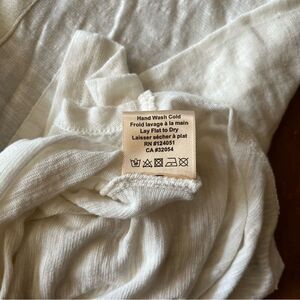 Hand Wash Cold
Froid lavage à la main
Lay Flat to Dry
Laisser sécher à plat
RN #124051
CA #32054